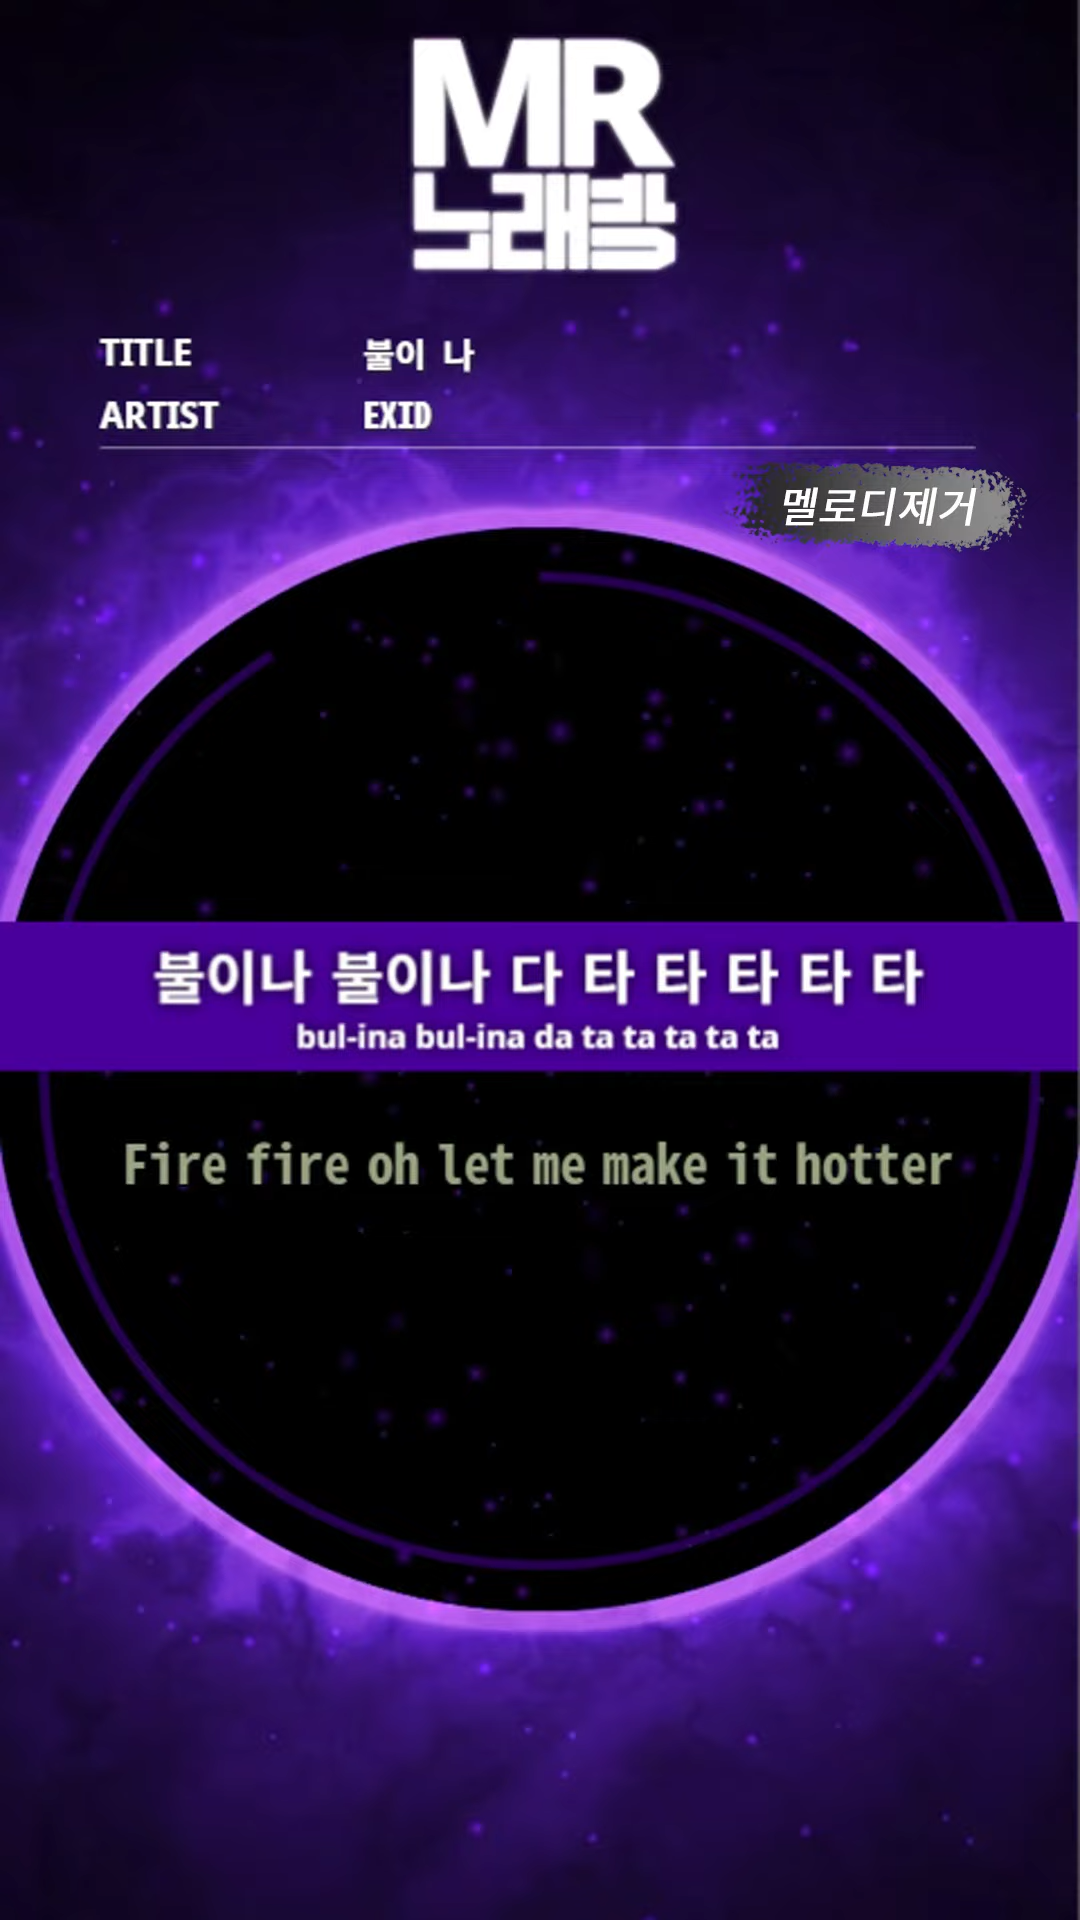 MR
노래방
TITLE 불이 나
ARTIST EXID
멜로디제거
불이나 불이나 다 타 타 타 타 타
bul-ina bul-ina da ta ta ta ta ta
Fire fire oh let me make it hotter